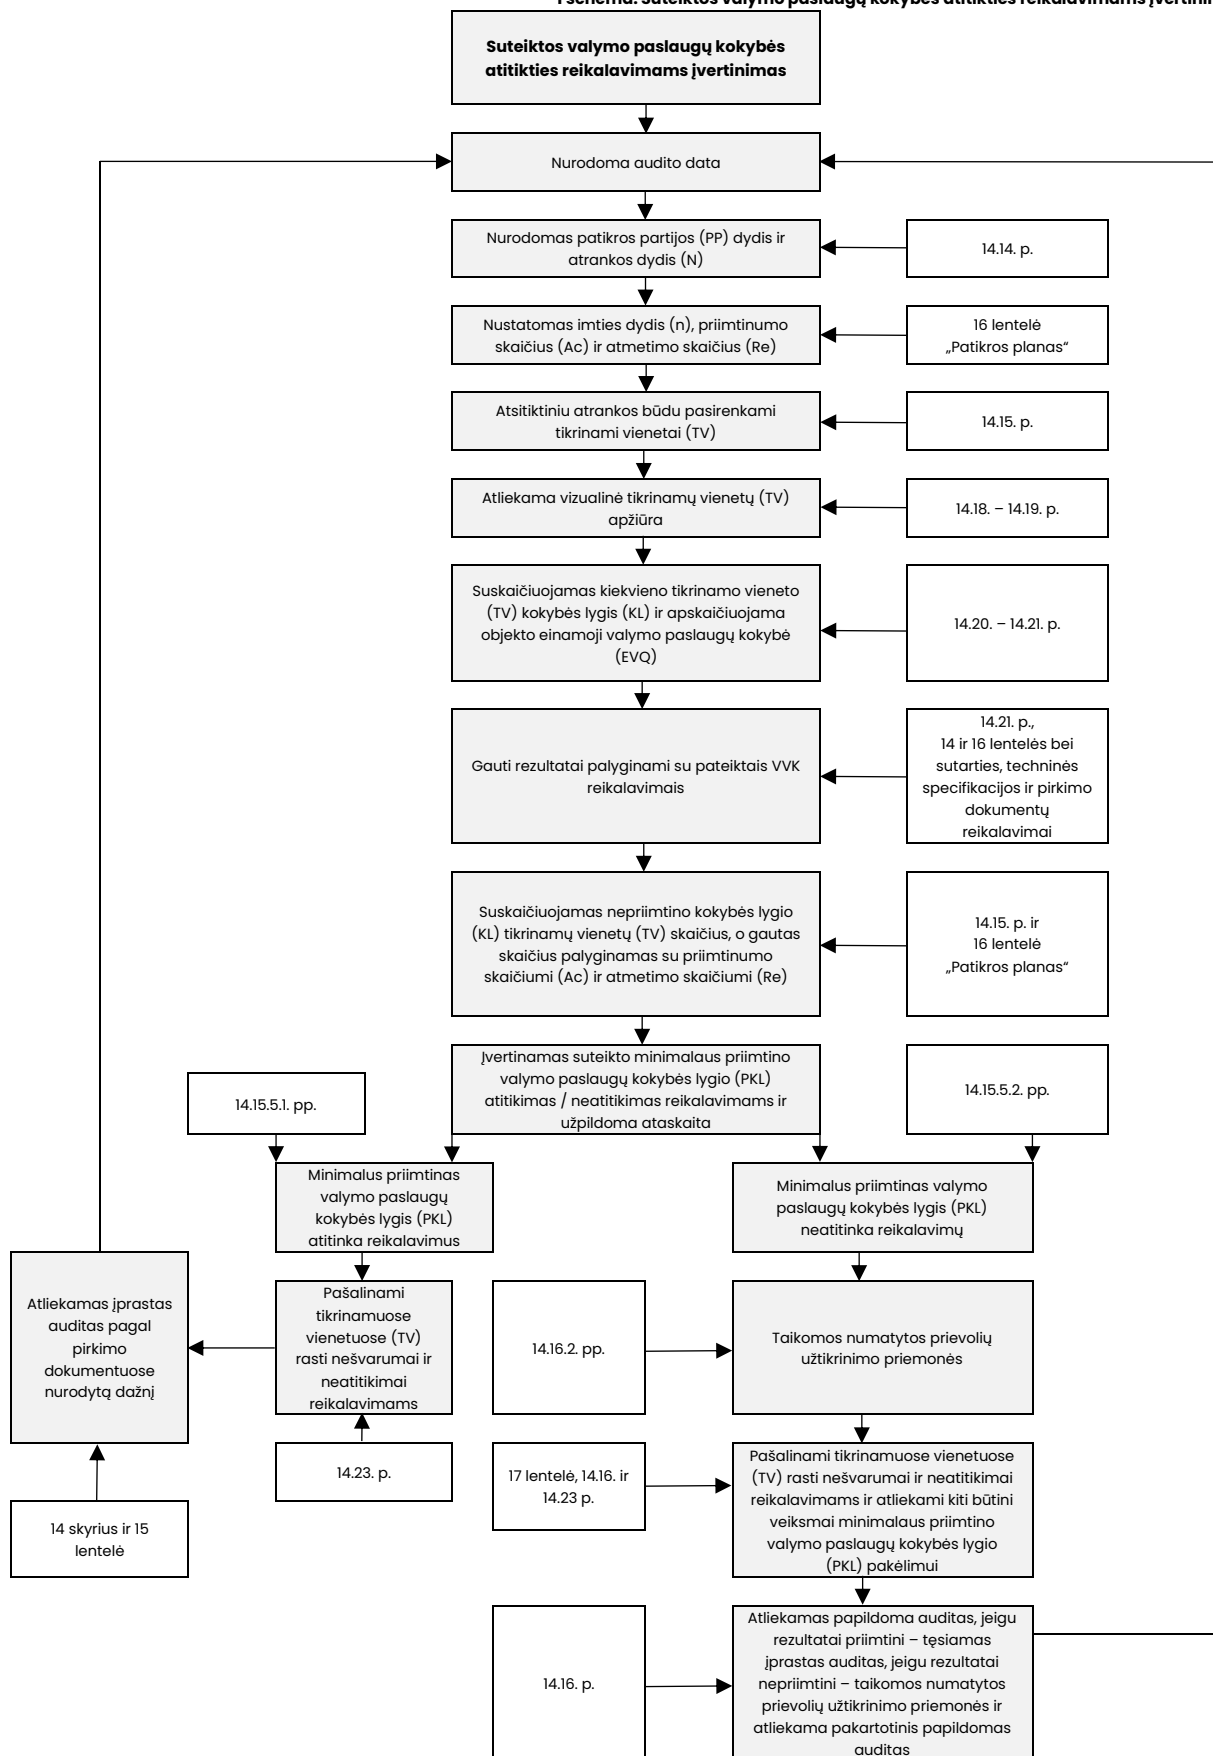 1 schema. Suteiktos valymo paslaugų kokybės atitikties reikalavimams
Suteiktos valymo paslaugų kokybės
atitikties reikalavimams įvertinimas
Nurodoma audito data
Nurodomas patikros partijos (PP) dydis ir
atrankos dydis (N)
14.14. p.
Nustatomas imties dydis (n), priimtinumo
skaičius (Ac) ir atmetimo skaičius (Re)
16 lentelė
„Patikros planas“
Atsitiktiniu atrankos būdu pasirenkami
tikrinami vienetai (TV)
14.15. p.
Atliekama vizualinė tikrinamų vienetų (TV)
apžiūra
14.18. – 14.19. p.
Suskaičiuojamas kiekvieno tikrinamo vieneto
(TV) kokybės lygis (KL) ir apskaičiuojama
objekto einamoji valymo paslaugų kokybė
(EVQ)
14.20. – 14.21. p.
Gauti rezultatai palyginami su pateiktais VVK
reikalavimais
14.21. p.,
14 ir 16 lentelės bei
sutarties, techninės
specifikacijos ir pirkimo
dokumentų
reikalavimai
Suskaičiuojamas nepriimtino kokybės lygio
(KL) tikrinamų vienetų (TV) skaičius, o gautas
skaičius palyginamas su priimtinumo
skaičiumi (Ac) ir atmetimo skaičiumi (Re)
14.15. p. ir
16 lentelė
„Patikros planas“
Įvertinamas suteikto minimalaus priimtino
valymo paslaugų kokybės lygio (PKL)
atitikimas / neatitikimas reikalavimams ir
užpildoma ataskaita
14.15.5.1. pp.
14.15.5.2. pp.
Minimalus priimtinas
valymo paslaugų
kokybės lygis (PKL)
atitinka reikalavimus
Minimalus priimtinas valymo
paslaugų kokybės lygis (PKL)
neatitinka reikalavimų
Atliekamas įprastas
auditas pagal
pirkimo
dokumentuose
nurodytą dažnį
Pašalinami
tikrinamuose
vienetuose (TV)
rasti nešvarumai ir
neatitikimai
reikalavimams
14.16.2. pp.
Taikomos numatytos prievolių
užtikrinimo priemonės
14.23. p.
17 lentelė, 14.16. ir
14.23 p.
Pašalinami tikrinamuose vienetuose
(TV) rasti nešvarumai ir neatitikimai
reikalavimams ir atliekami kiti būtini
veiksmai minimalaus priimtino
valymo paslaugų kokybės lygio
(PKL) pakėlimui
14 skyrius ir 15
lentelė
14.16. p.
Atliekamas papildoma auditas, jeigu
rezultatai priimtini – tęsiamas
įprastas auditas, jeigu rezultatai
nepriimtini – taikomos numatytos
prievolių užtikrinimo priemonės ir
atliekama pakartotinis papildomas
auditas